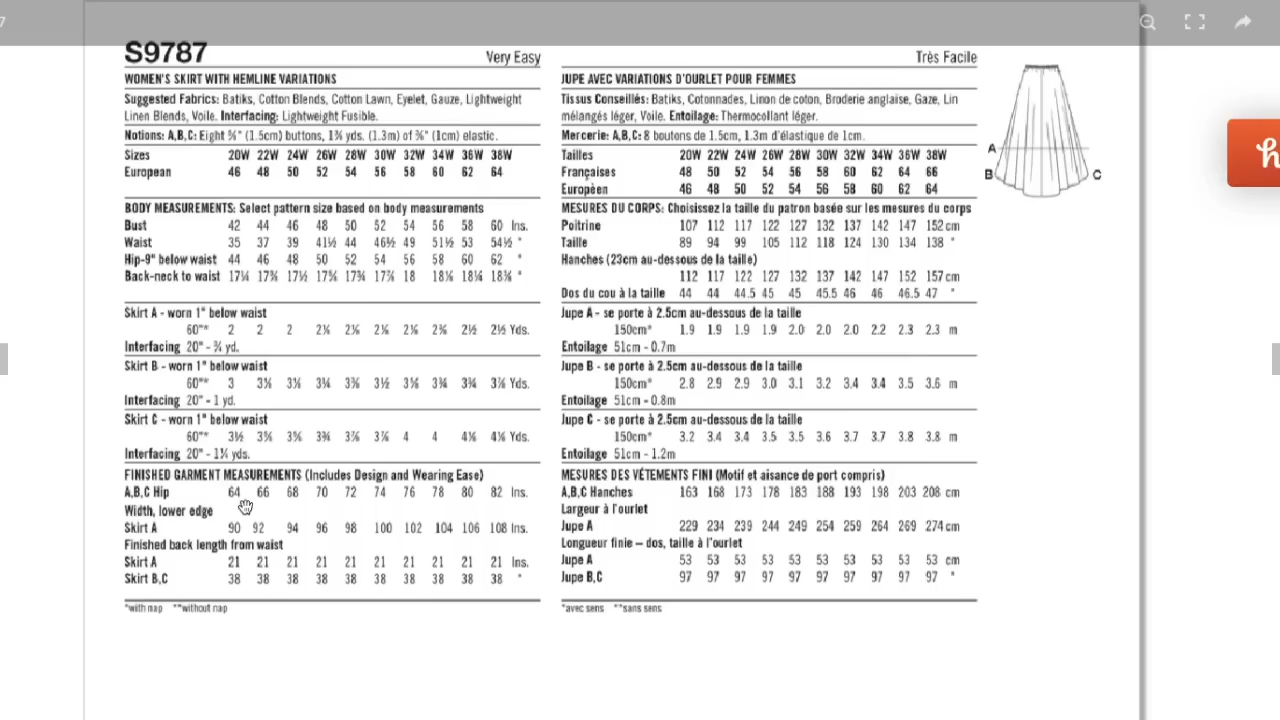 7
S9787
Very Easy
WOMEN'S SKIRT WITH HEMLINE VARIATIONS
Suggested Fabrics: Batiks, Cotton Blends, Cotton Lawn, Eyelet, Gauze, Lightweight
Linen Blends, Voile. Interfacing: Lightweight Fusible.
Notions: A,B,C: Eight ⅝" (1.5cm) buttons, 1⅜ yds. (1.3m) of ⅜" (1cm) elastic.
Sizes 20W 22W 24W 26W 28W 30W 32W 34W 36W 38W
European 46 48 50 52 54 56 58 60 62 64
BODY MEASUREMENTS: Select pattern size based on body measurements
Bust 42 44 46 48 50 52 54 56 58 60 Ins.
Waist 35 37 39 41½ 44 46½ 49 51½ 53 54½ "
Hip-9" below waist 44 46 48 50 52 54 56 58 60 62 "
Back-neck to waist 17¼ 17⅜ 17½ 17⅝ 17¾ 17⅞ 18 18⅛ 18¼ 18⅜ "
Skirt A - worn 1" below waist
60"* 2 2 2 2⅛ 2⅛ 2¼ 2¼ 2⅜ 2½ 2½ Yds.
Interfacing 20" - ¾ yd.
Skirt B - worn 1" below waist
60"* 3 3⅛ 3⅛ 3¼ 3⅜ 3½ 3⅝ 3¾ 3¾ 3⅞ Yds.
Interfacing 20" - 1 yd.
Skirt C - worn 1" below waist
60"* 3½ 3⅝ 3⅝ 3¾ 3⅞ 3⅞ 4 4 4⅛ 4⅛ Yds.
Interfacing 20" - 1¼ yds.
FINISHED GARMENT MEASUREMENTS (Includes Design and Wearing Ease)
A,B,C Hip 64 66 68 70 72 74 76 78 80 82 Ins.
Width, lower edge
Skirt A 90 92 94 96 98 100 102 104 106 108 Ins.
Finished back length from waist
Skirt A 21 21 21 21 21 21 21 21 21 21 Ins.
Skirt B,C 38 38 38 38 38 38 38 38 38 38 "
*with nap **without nap
Très Facile
JUPE AVEC VARIATIONS D'OURLET POUR FEMMES
Tissus Conseillés: Batiks, Cotonnades, Linon de coton, Broderie anglaise, Gaze, Lin
mélangés léger, Voile. Entoilage: Thermocollant léger.
Mercerie: A,B,C: 8 boutons de 1.5cm, 1.3m d'élastique de 1cm.
Tailles 20W 22W 24W 26W 28W 30W 32W 34W 36W 38W
Françaises 48 50 52 54 56 58 60 62 64 66
Europèen 46 48 50 52 54 56 58 60 62 64
MESURES DU CORPS: Choisissez la taille du patron basée sur les mesures du corps
Poitrine 107 112 117 122 127 132 137 142 147 152 cm
Taille 89 94 99 105 112 118 124 130 134 138 "
Hanches (23cm au-dessous de la taille)
112 117 122 127 132 137 142 147 152 157 cm
Dos du cou à la taille 44 44 44.5 45 45 45.5 46 46 46.5 47 "
Jupe A - se porte à 2.5cm au-dessous de la taille
150cm* 1.9 1.9 1.9 1.9 2.0 2.0 2.0 2.2 2.3 2.3 m
Entoilage 51cm - 0.7m
Jupe B - se porte à 2.5cm au-dessous de la taille
150cm* 2.8 2.9 2.9 3.0 3.1 3.2 3.4 3.4 3.5 3.6 m
Entoilage 51cm - 0.8m
Jupe C - se porte à 2.5cm au-dessous de la taille
150cm* 3.2 3.4 3.4 3.5 3.5 3.6 3.7 3.7 3.8 3.8 m
Entoilage 51cm - 1.2m
MESURES DES VÉTEMENTS FINI (Motif et aisance de port compris)
A,B,C Hanches 163 168 173 178 183 188 193 198 203 208 cm
Largeur à l'ourlet
Jupe A 229 234 239 244 249 254 259 264 269 274 cm
Longueur finie – dos, taille à l'ourlet
Jupe A 53 53 53 53 53 53 53 53 53 53 cm
Jupe B,C 97 97 97 97 97 97 97 97 97 97 "
*avec sens **sans sens
A
B
C
h